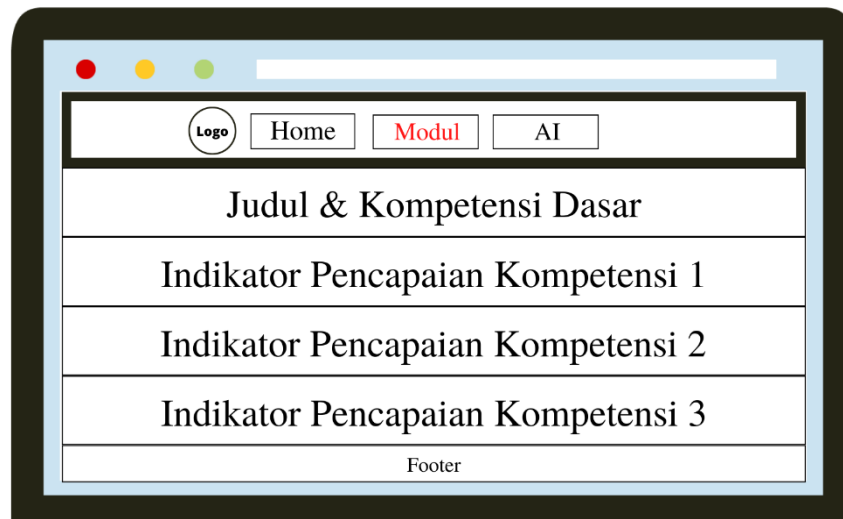 Logo Home Modul AI
Judul & Kompetensi Dasar
Indikator Pencapaian Kompetensi 1
Indikator Pencapaian Kompetensi 2
Indikator Pencapaian Kompetensi 3
Footer